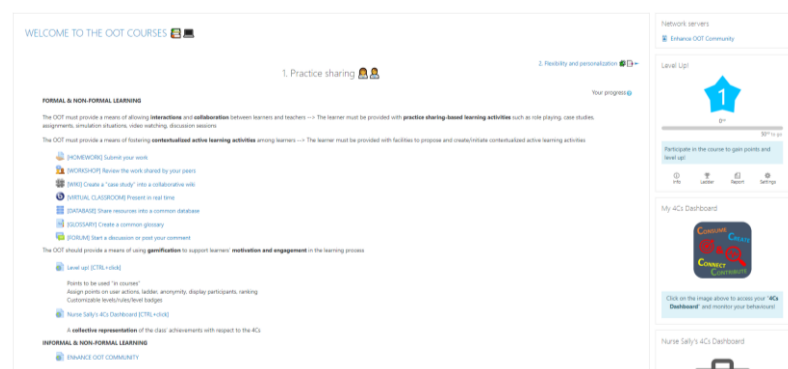 WELCOME TO THE OOT COURSES
2. Flexibility and personalization
1. Practice sharing
Your progress
FORMAL & NON-FORMAL LEARNING
The OOT must provide a means of allowing interactions and collaboration between learners and teachers --> The learner must be provided with practice sharing-based learning activities such as role playing, case studies,
assignments, simulation situations, video watching, discussion sessions
The OOT must provide a means of fostering contextualized active learning activities among learners --> The learner must be provided with facilities to propose and create/initiate contextualized active learning activities
[HOMEWORK] Submit your work
[WORKSHOP] Review the work shared by your peers
[WIKI] Create a "case study" into a collaborative wiki
[VIRTUAL CLASSROOM] Present in real time
[DATABASE] Share resources into a common database
[GLOSSARY] Create a common glossary
[FORUM] Start a discussion or post your comment
The OOT should provide a means of using gamification to support learners' motivation and engagement in the learning process
Level up! [CTRL+click]
Points to be used "in courses"
Assign points on user actions, ladder, anonymity, display participants, ranking
Customizable levels/rules/level badges
Nurse Sally's 4Cs Dashboard [CTRL+click]
A collective representation of the class' achievements with respect to the 4Cs
INFORMAL & NON-FORMAL LEARNING
ENHANCE OOT COMMUNITY
Network servers
Enhance OOT Community
Level Up!
1
Participate in the course to gain points and
level up!
Info
Ladder
Report
Settings
My 4Cs Dashboard
CONSUME
CREATE
CONNECT
CONTRIBUTE
Click on the image above to access your "4Cs
Dashboard" and monitor your behaviours!
Nurse Sally's 4Cs Dashboard